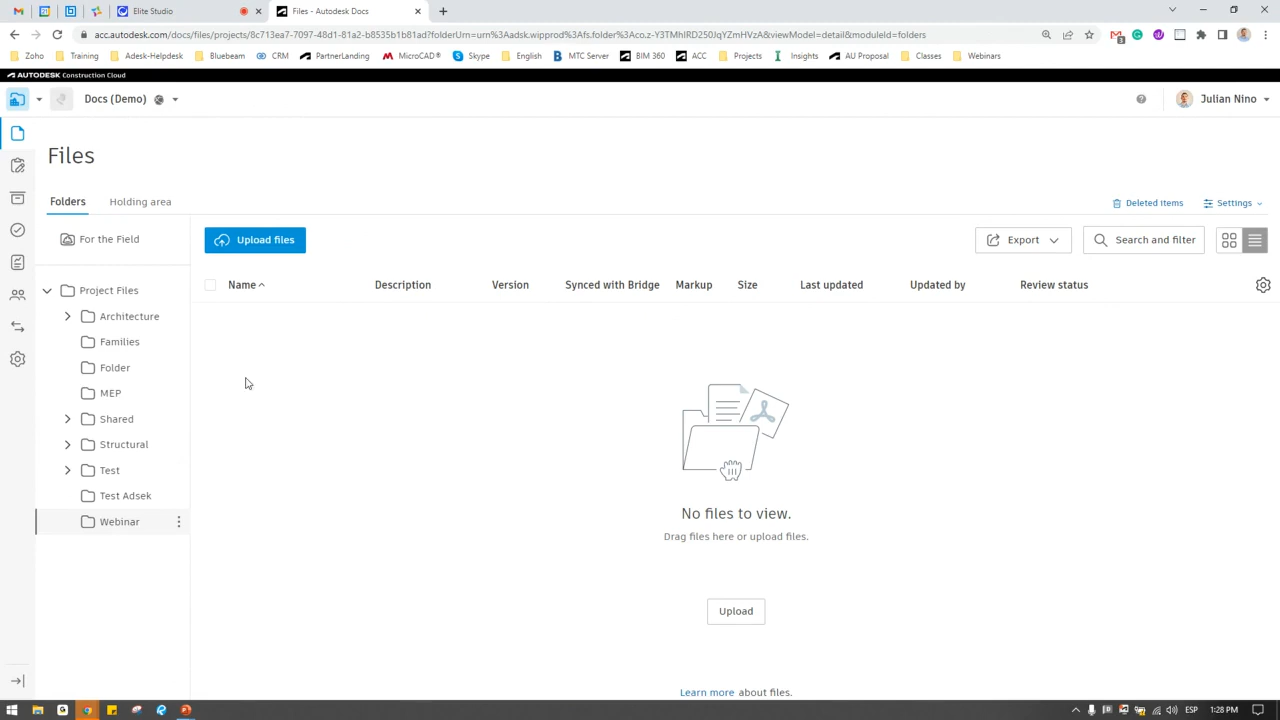 Elite Studio
Files - Autodesk Docs
acc.autodesk.com/docs/files/projects/8c713ea7-7097-48d1-81a2-b8535b1b81ad?folderUrn=urn%3Aadsk.wipprod%3Afs.folder%3Aco.z-Y3TMhIRD250JqYZmHVzA&viewModel=detail&moduleId=folders
3
Zoho
Training
Adesk-Helpdesk
Bluebeam
CRM
PartnerLanding
MicroCAD®
Skype
English
MTC Server
BIM 360
ACC
Projects
Insights
AU Proposal
Classes
Webinars
AUTODESK Construction Cloud
Docs (Demo)
Julian Nino
Files
Folders
Holding area
Deleted items
Settings
For the Field
Upload files
Export
Search and filter
Name
Description
Version
Synced with Bridge
Markup
Size
Last updated
Updated by
Review status
Project Files
Architecture
Families
Folder
MEP
Shared
Structural
Test
Test Adsek
Webinar
No files to view.
Drag files here or upload files.
Upload
Learn more about files.
ESP
1:28 PM